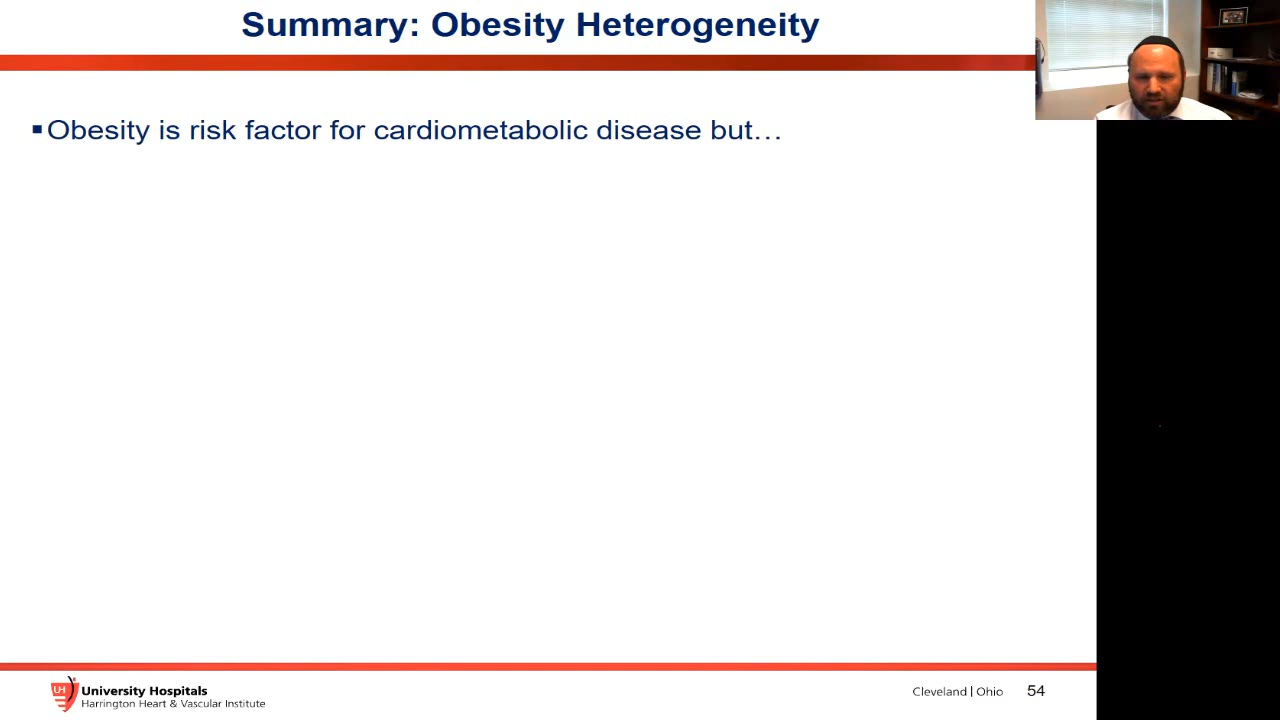 Summary: Obesity Heterogeneity
▪Obesity is risk factor for cardiometabolic disease but…
UH
University Hospitals
Harrington Heart & Vascular Institute
Cleveland | Ohio 54